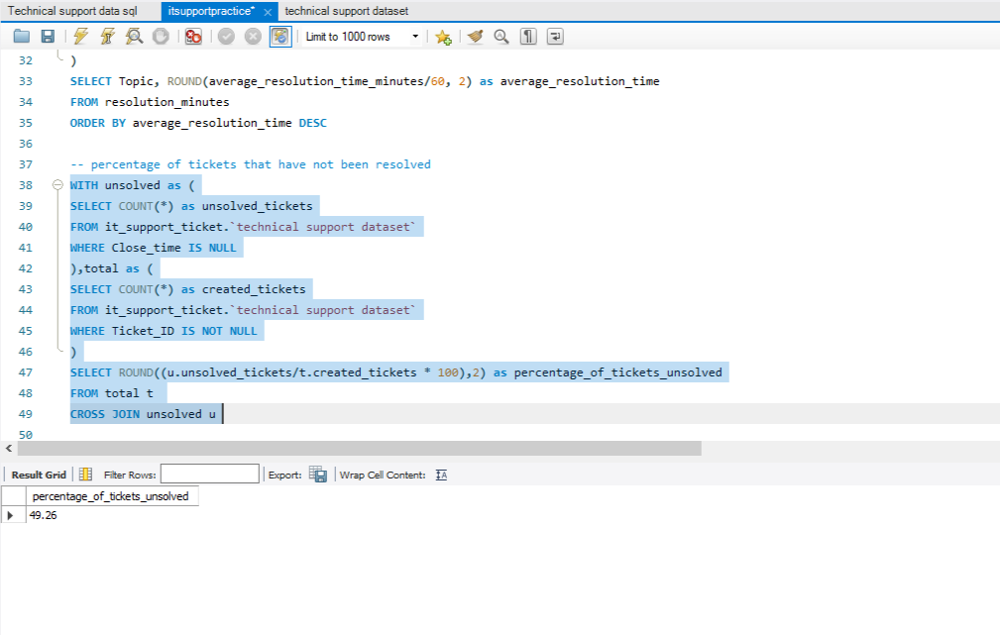 Technical support data sql itsupportpractice* × technical support dataset
Limit to 1000 rows
32 )
33 SELECT Topic, ROUND(average_resolution_time_minutes/60, 2) as average_resolution_time
34 FROM resolution_minutes
35 ORDER BY average_resolution_time DESC
36
37 -- percentage of tickets that have not been resolved
38 WITH unsolved as (
39 SELECT COUNT(*) as unsolved_tickets
40 FROM it_support_ticket.`technical support dataset`
41 WHERE Close_time IS NULL
42 ),total as (
43 SELECT COUNT(*) as created_tickets
44 FROM it_support_ticket.`technical support dataset`
45 WHERE Ticket_ID IS NOT NULL
46 )
47 SELECT ROUND((u.unsolved_tickets/t.created_tickets * 100),2) as percentage_of_tickets_unsolved
48 FROM total t
49 CROSS JOIN unsolved u
50
Result Grid Filter Rows: Export: Wrap Cell Content:
percentage_of_tickets_unsolved
49.26